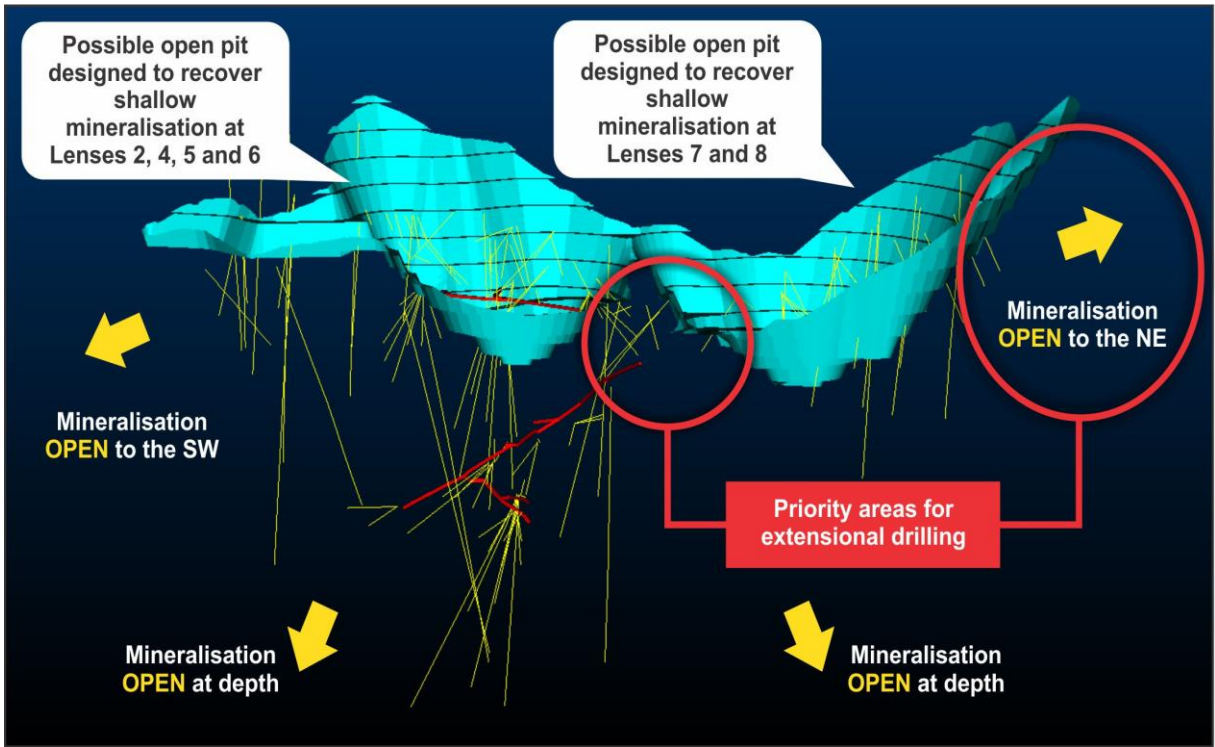 Possible open pit
designed to recover
shallow
mineralisation at
Lenses 2, 4, 5 and 6
Possible open pit
designed to recover
shallow
mineralisation at
Lenses 7 and 8
Mineralisation
OPEN to the NE
Mineralisation
OPEN to the SW
Priority areas for
extensional drilling
Mineralisation
OPEN at depth
Mineralisation
OPEN at depth